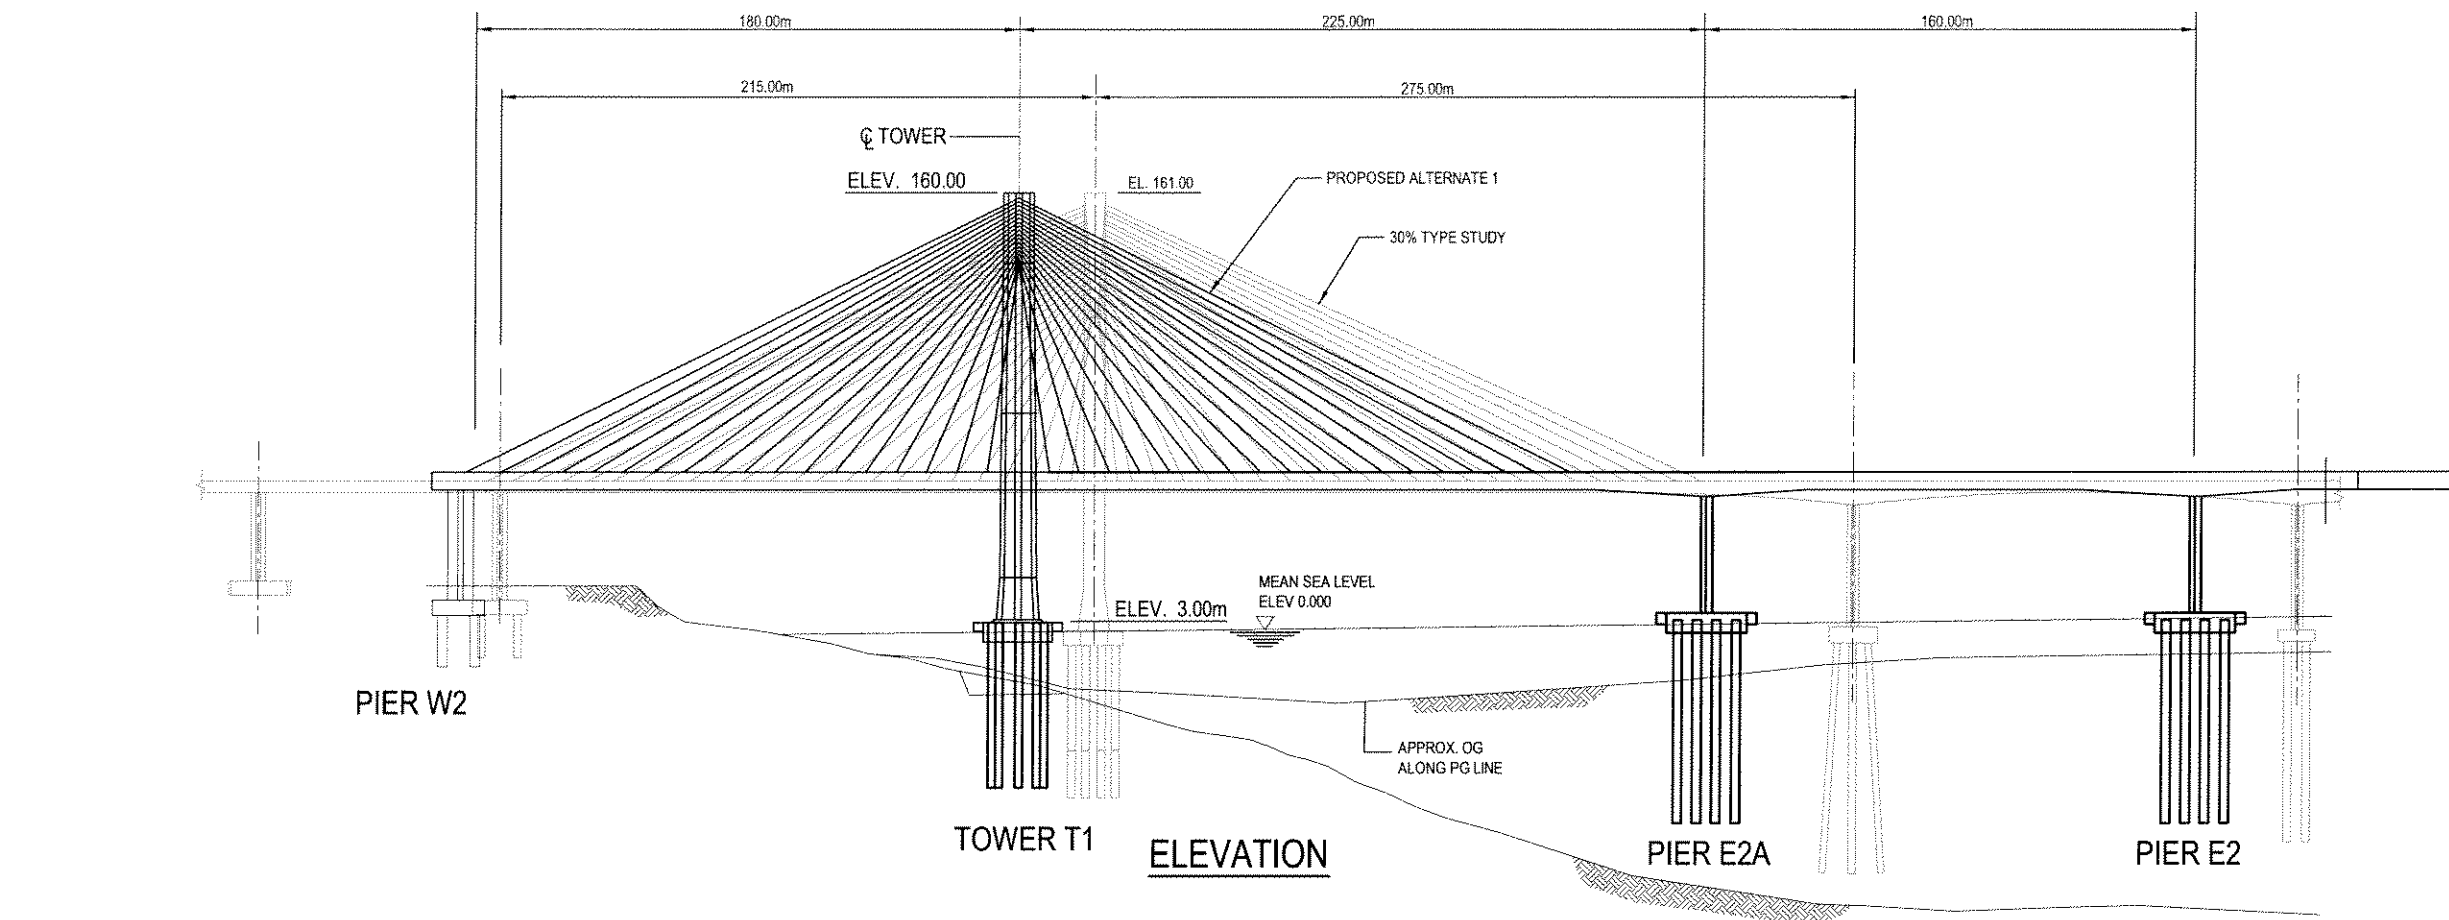 180.00m
225.00m
160.00m
215.00m
275.00m
℄ TOWER
ELEV. 160.00
EL. 161.00
PROPOSED ALTERNATE 1
30% TYPE STUDY
MEAN SEA LEVEL
ELEV 0.000
ELEV. 3.00m
PIER W2
APPROX. OG
ALONG PG LINE
TOWER T1
ELEVATION
PIER E2A
PIER E2